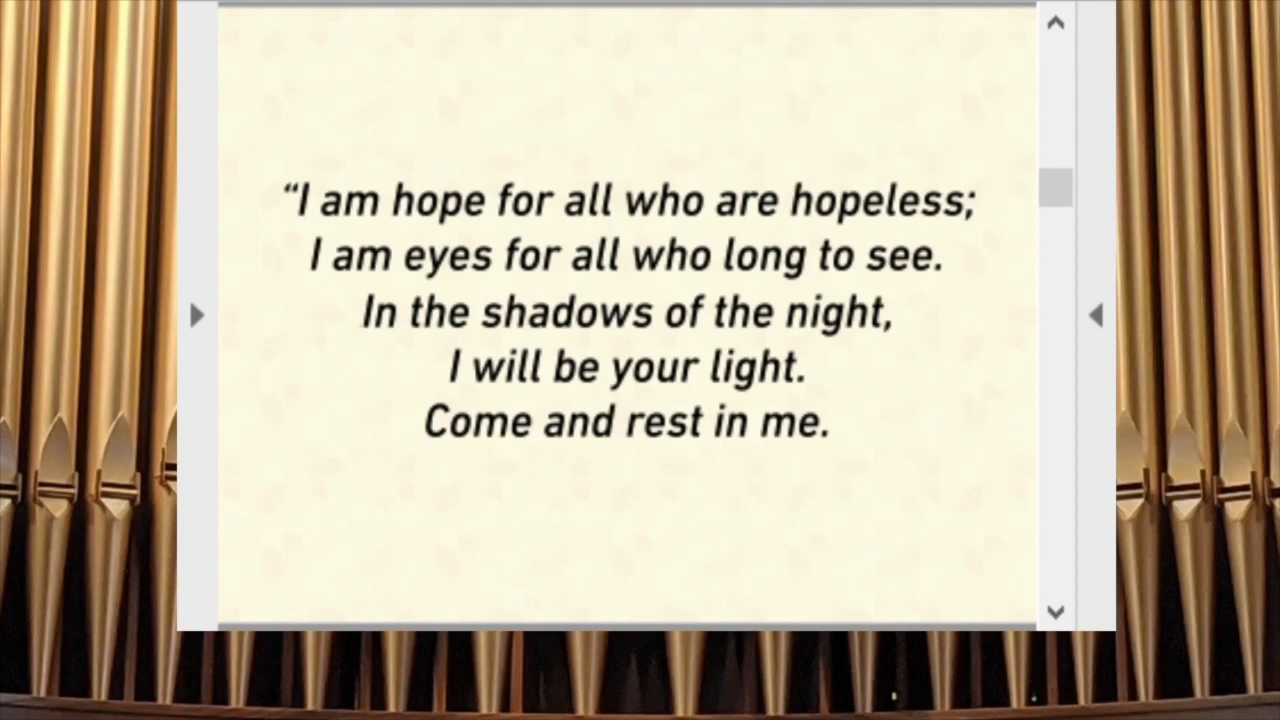 “I am hope for all who are hopeless;
I am eyes for all who long to see.
In the shadows of the night,
I will be your light.
Come and rest in me.